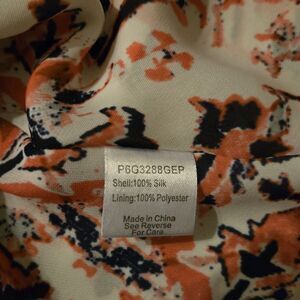 P6G3288GEP
Shell:100% Silk
Lining:100% Polyester
Made in China
See Reverse
For Care